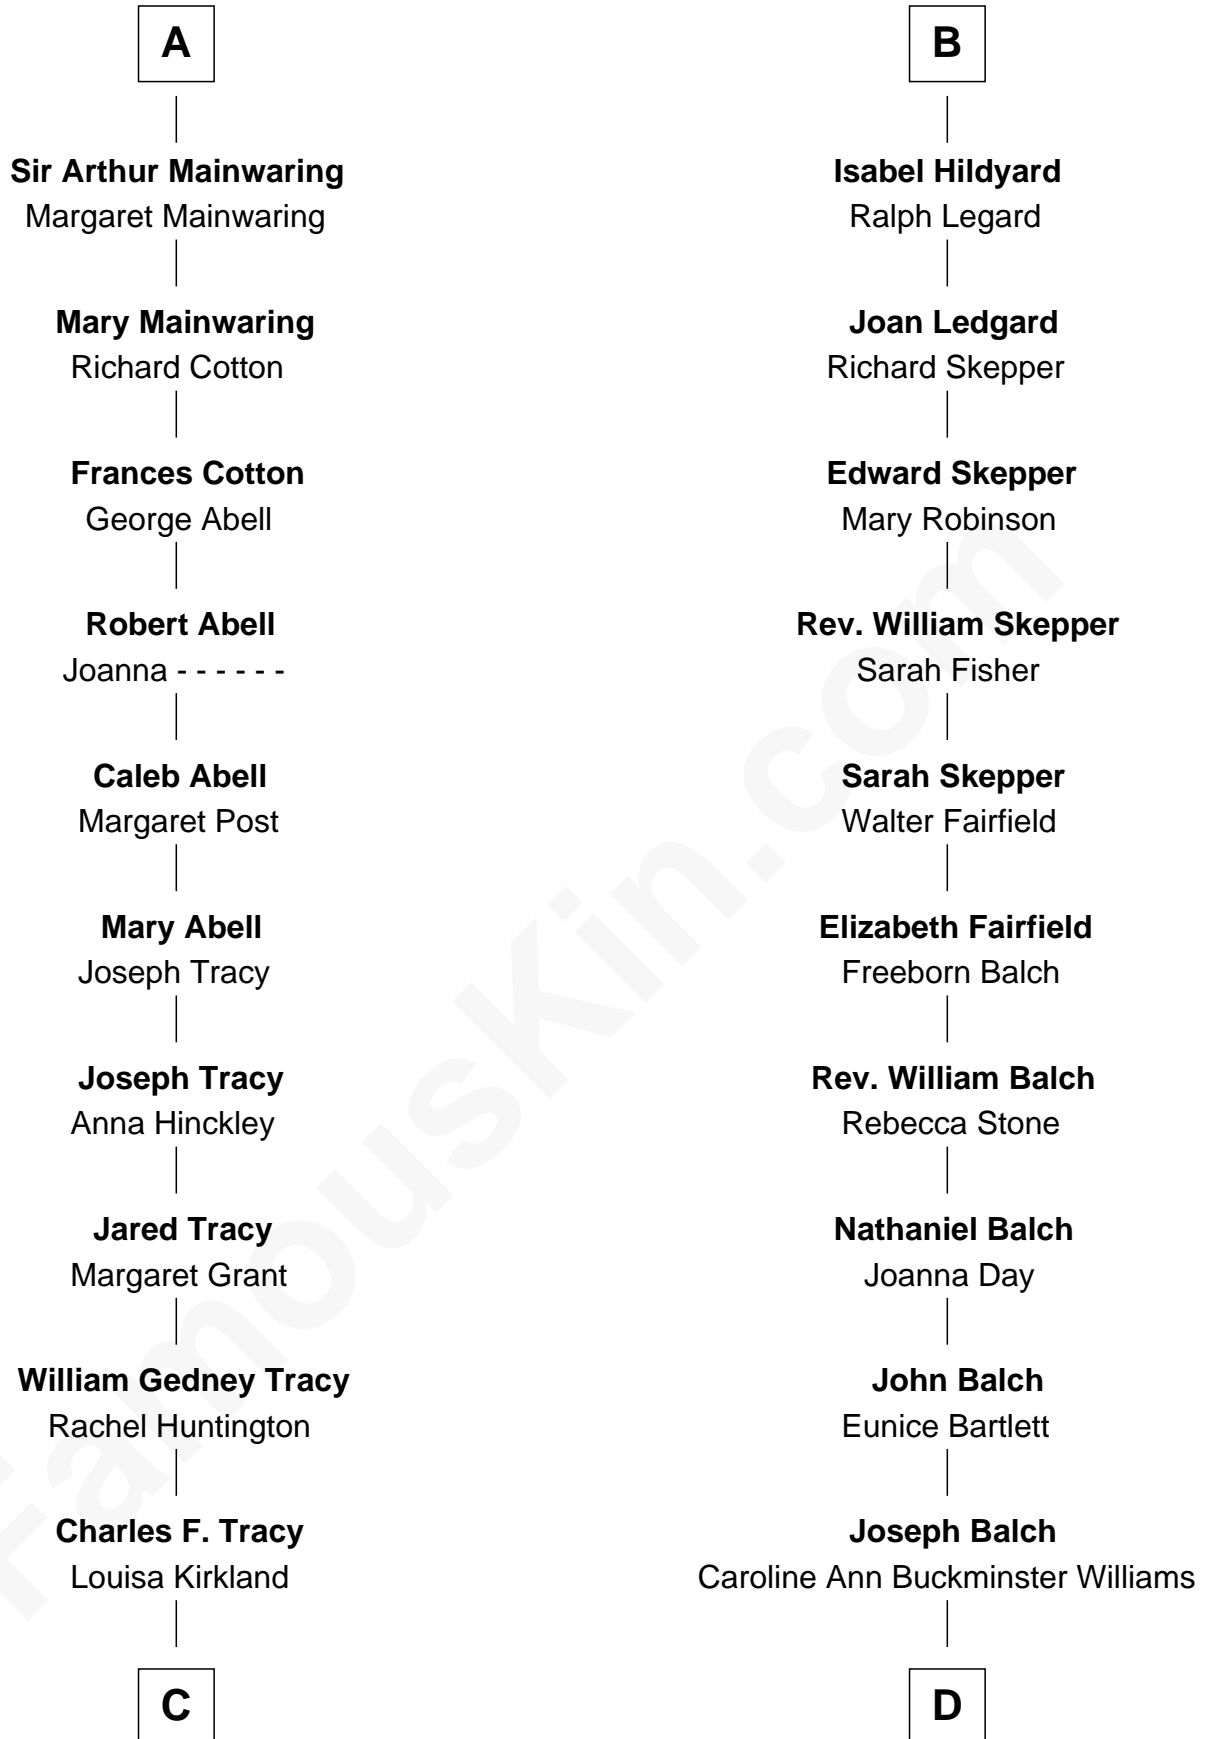 A
Sir Arthur Mainwaring
Margaret Mainwaring
Mary Mainwaring
Richard Cotton
Frances Cotton
George Abell
Robert Abell
Joanna - - - - - -
Caleb Abell
Margaret Post
Mary Abell
Joseph Tracy
Joseph Tracy
Anna Hinckley
Jared Tracy
Margaret Grant
William Gedney Tracy
Rachel Huntington
Charles F. Tracy
Louisa Kirkland
C
B
Isabel Hildyard
Ralph Legard
Joan Ledgard
Richard Skepper
Edward Skepper
Mary Robinson
Rev. William Skepper
Sarah Fisher
Sarah Skepper
Walter Fairfield
Elizabeth Fairfield
Freeborn Balch
Rev. William Balch
Rebecca Stone
Nathaniel Balch
Joanna Day
John Balch
Eunice Bartlett
Joseph Balch
Caroline Ann Buckminster Williams
D
FamousKin.com